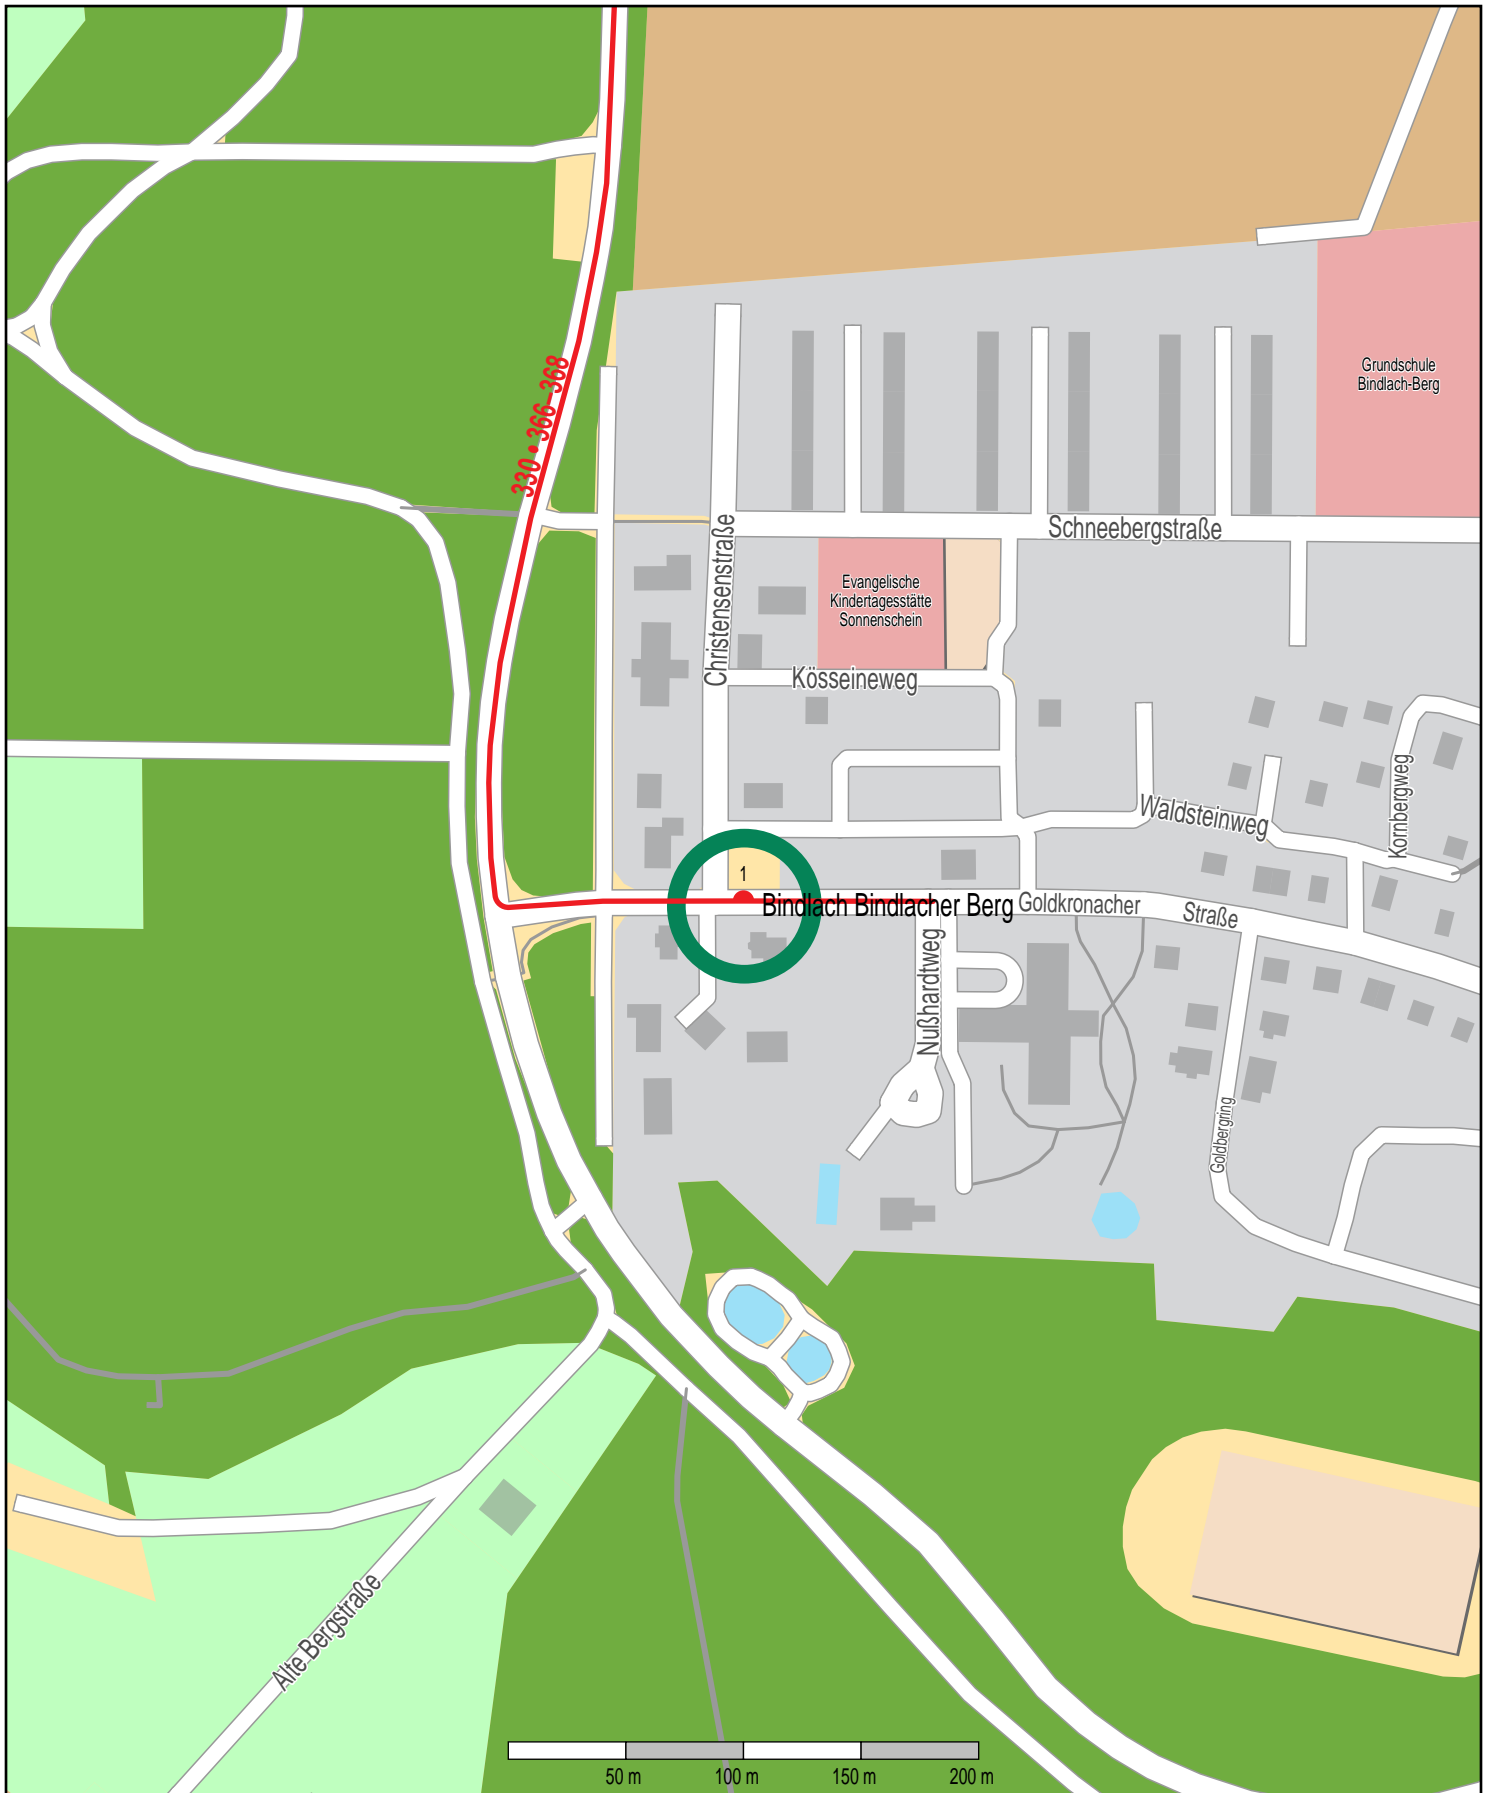 330 • 366–368
Grundschule
Bindlach-Berg
Schneebergstraße
Christensenstraße
Evangelische
Kindertagesstätte
Sonnenschein
Kösseineweg
Waldsteinweg
Kornbergweg
1
Bindlach Bindlacher Berg
Goldkronacher Straße
Nußhardtweg
Goldbergring
Alte Bergstraße
50 m 100 m 150 m 200 m